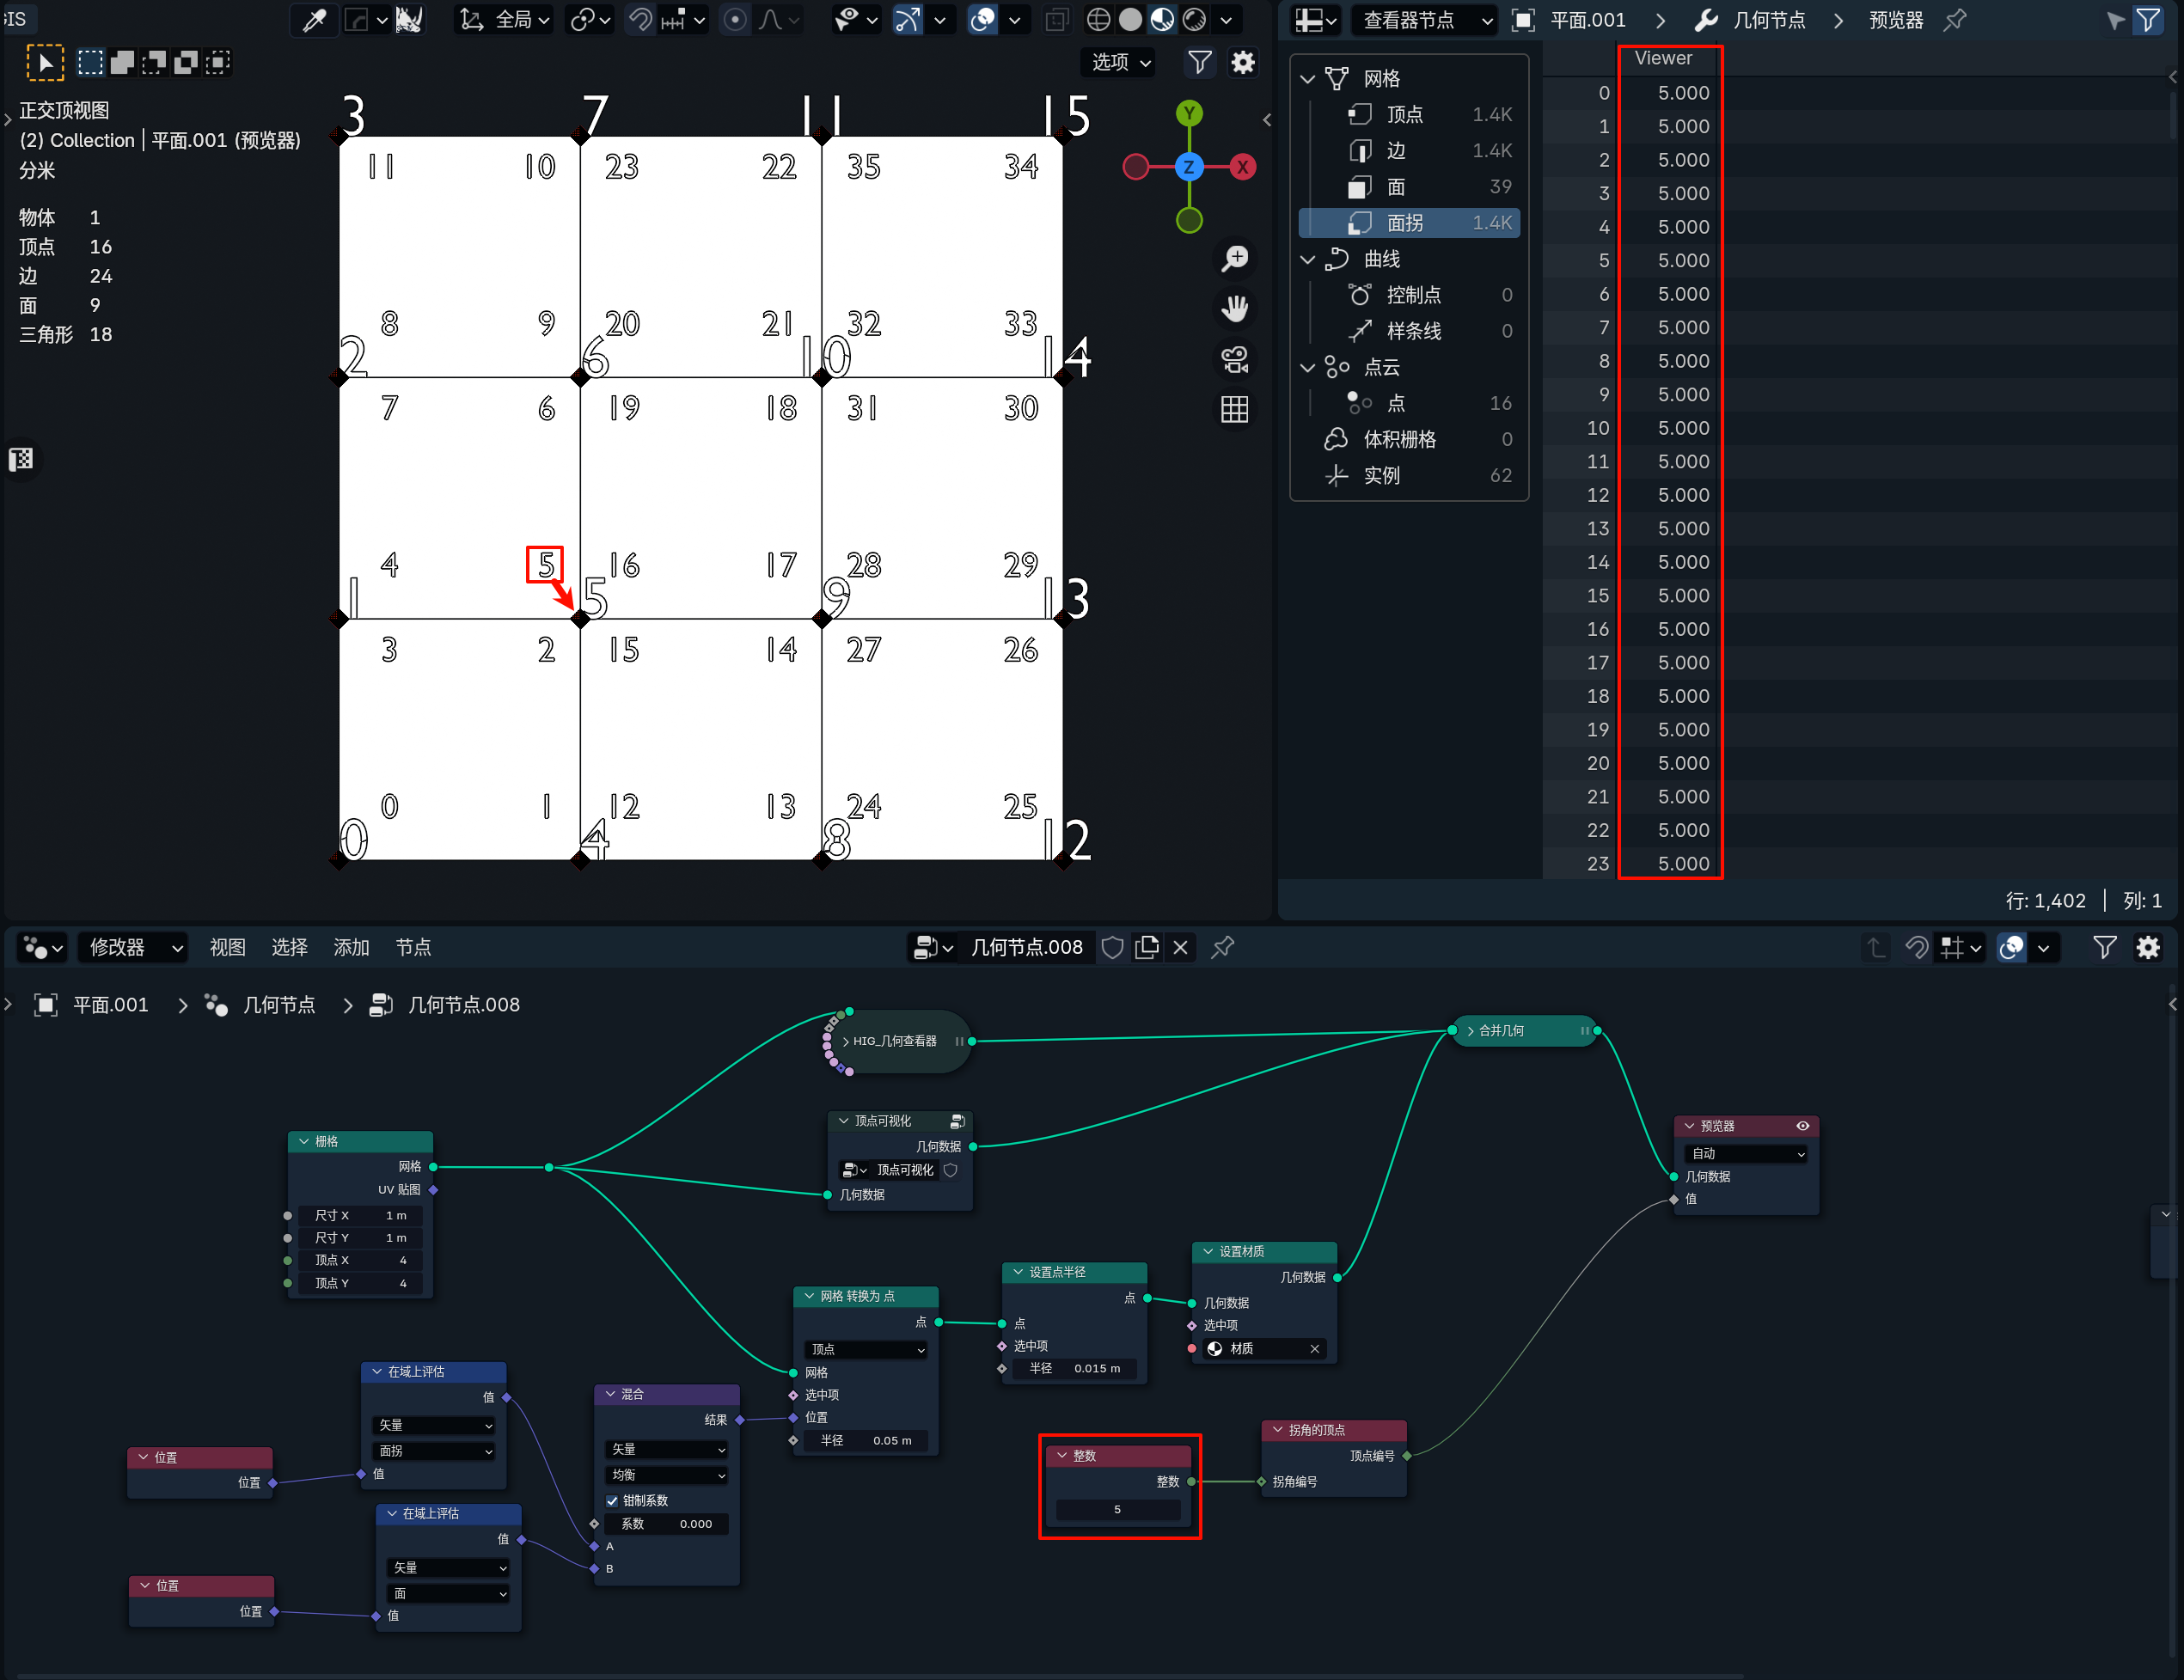 GIS
全局
选项
正交顶视图
(2) Collection | 平面.001 (预览器)
分米
物体 1
顶点 16
边 24
面 9
三角形 18
3 7 11 15
11 10 23 22 35 34
8 9 20 21 32 33
2 6 10 14
7 6 19 18 31 30
4 5 16 17 28 29
1 5 9 13
3 2 15 14 27 26
0 1 12 13 24 25
0 4 8 12
Y
Z
X
查看器节点 平面.001 几何节点 预览器
网格
顶点 1.4K
边 1.4K
面 39
面拐 1.4K
曲线
控制点 0
样条线 0
点云
点 16
体积栅格 0
实例 62
Viewer
0 5.000
1 5.000
2 5.000
3 5.000
4 5.000
5 5.000
6 5.000
7 5.000
8 5.000
9 5.000
10 5.000
11 5.000
12 5.000
13 5.000
14 5.000
15 5.000
16 5.000
17 5.000
18 5.000
19 5.000
20 5.000
21 5.000
22 5.000
23 5.000
行: 1,402 | 列: 1
修改器 视图 选择 添加 节点
几何节点.008
平面.001 几何节点 几何节点.008
HIG_几何查看器
合并几何
顶点可视化
几何数据
顶点可视化
几何数据
预览器
自动
几何数据
值
栅格
网格
UV 贴图
尺寸 X 1 m
尺寸 Y 1 m
顶点 X 4
顶点 Y 4
设置材质
几何数据
几何数据
选中项
材质
设置点半径
点
点
选中项
半径 0.015 m
网格 转换为 点
点
顶点
网格
选中项
位置
半径 0.05 m
在域上评估
值
矢量
面拐
值
混合
结果
矢量
均衡
钳制系数
系数 0.000
A
B
位置
位置
在域上评估
值
矢量
面
值
位置
位置
整数
整数
5
拐角的顶点
顶点编号
拐角编号